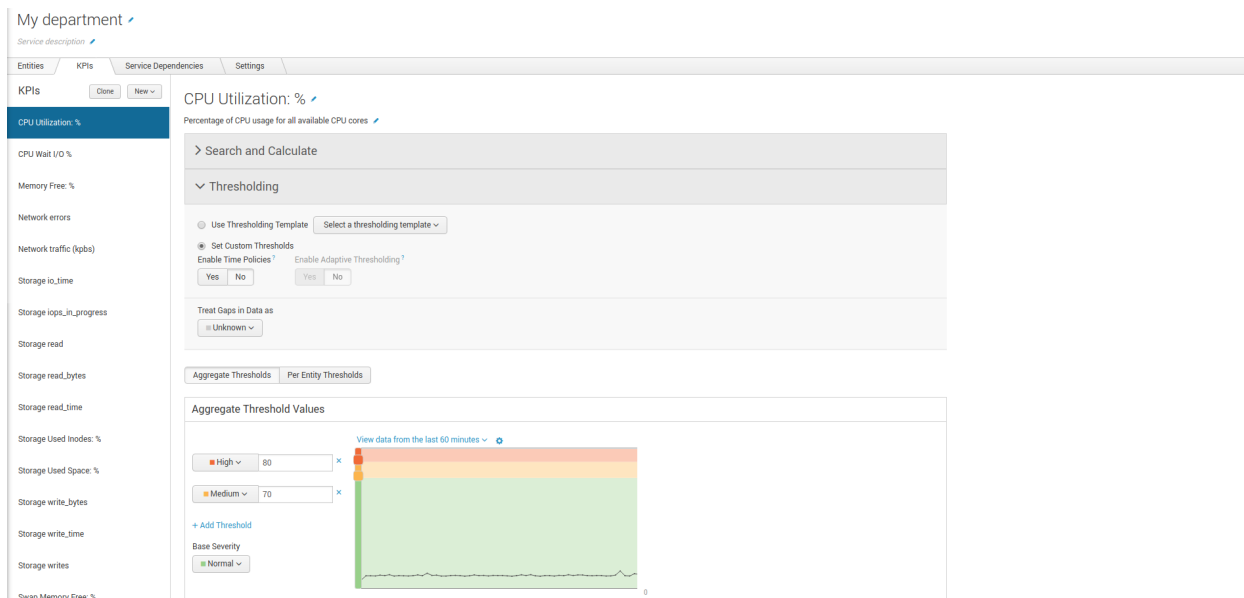 My department
Service description
Entities KPIs Service Dependencies Settings
KPIs Clone New
CPU Utilization: %
CPU Wait I/O %
Memory Free: %
Network errors
Network traffic (kpbs)
Storage io_time
Storage iops_in_progress
Storage read
Storage read_bytes
Storage read_time
Storage Used Inodes: %
Storage Used Space: %
Storage write_bytes
Storage write_time
Storage writes
Swap Memory Free: %
CPU Utilization: %
Percentage of CPU usage for all available CPU cores
Search and Calculate
Thresholding
Use Thresholding Template Select a thresholding template
Set Custom Thresholds
Enable Time Policies ? Enable Adaptive Thresholding ?
Yes No Yes No
Treat Gaps in Data as
Unknown
Aggregate Thresholds Per Entity Thresholds
Aggregate Threshold Values
View data from the last 60 minutes
High 80 ×
Medium 70 ×
+ Add Threshold
Base Severity
Normal
0